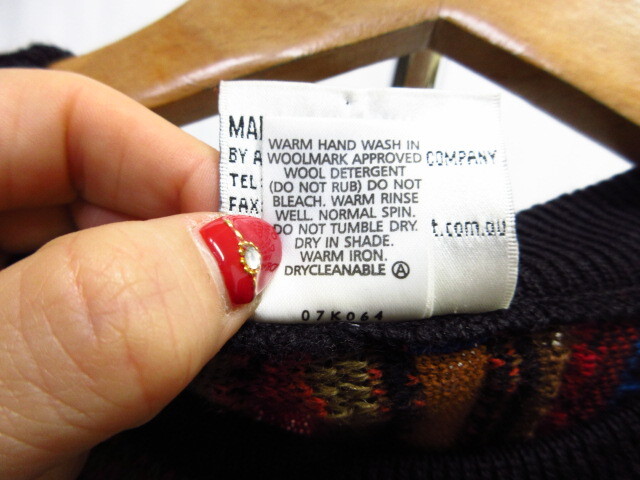 MA
BY A
TEL:
FAX:
COMPANY
t.com.au
WARM HAND WASH IN
WOOLMARK APPROVED
WOOL DETERGENT
(DO NOT RUB) DO NOT
BLEACH. WARM RINSE
WELL. NORMAL SPIN.
DO NOT TUMBLE DRY.
DRY IN SHADE.
WARM IRON.
DRYCLEANABLE Ⓐ
07K064